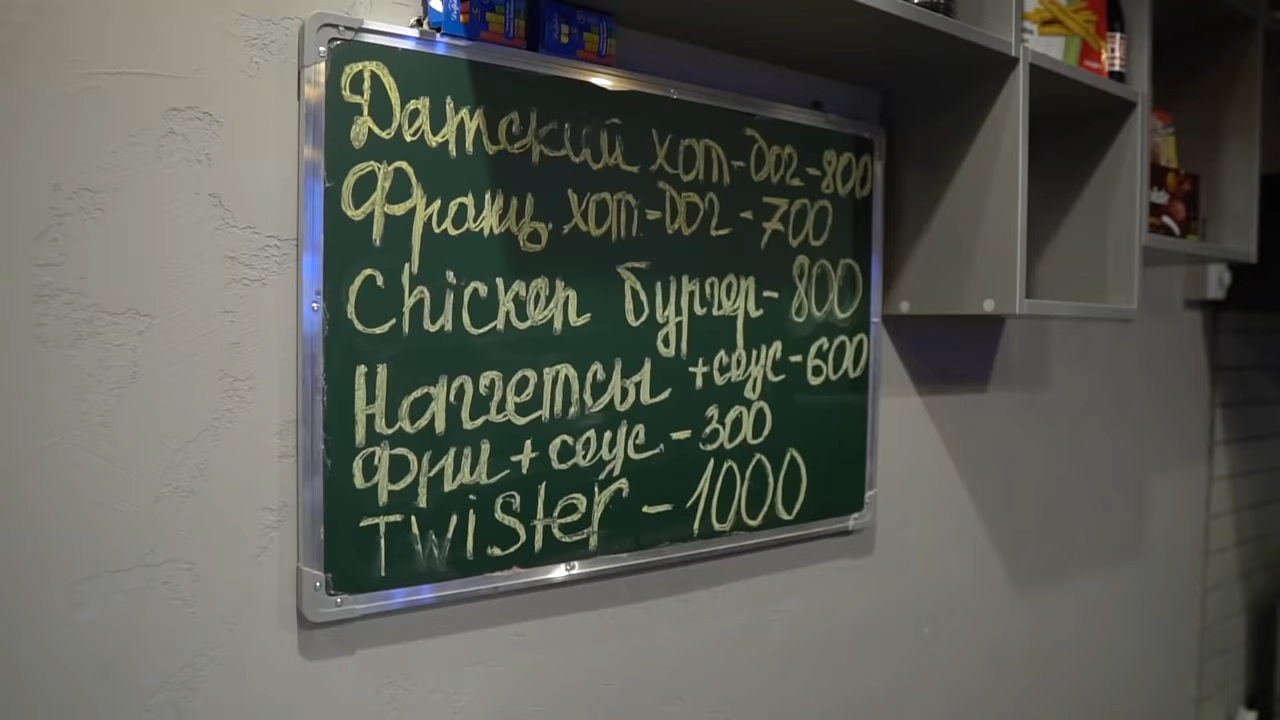 Датский хот-дог-800
Франц. хот-дог-700
Chicken бургер-800
Наггетсы +соус-600
Фри+соус-300
Twister-1000